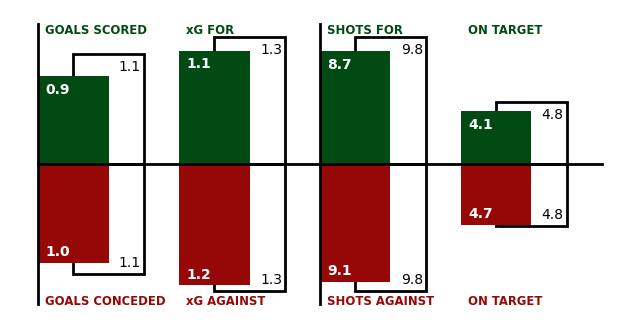 GOALS SCORED xG FOR SHOTS FOR ON TARGET
1.1 1.3 9.8 4.8
0.9 1.1 8.7 4.1
1.0 1.2 9.1 4.7
1.1 1.3 9.8 4.8
GOALS CONCEDED xG AGAINST SHOTS AGAINST ON TARGET